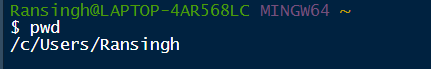 Ransingh@LAPTOP-4AR568LC MINGW64 ~
$ pwd
/c/Users/Ransingh